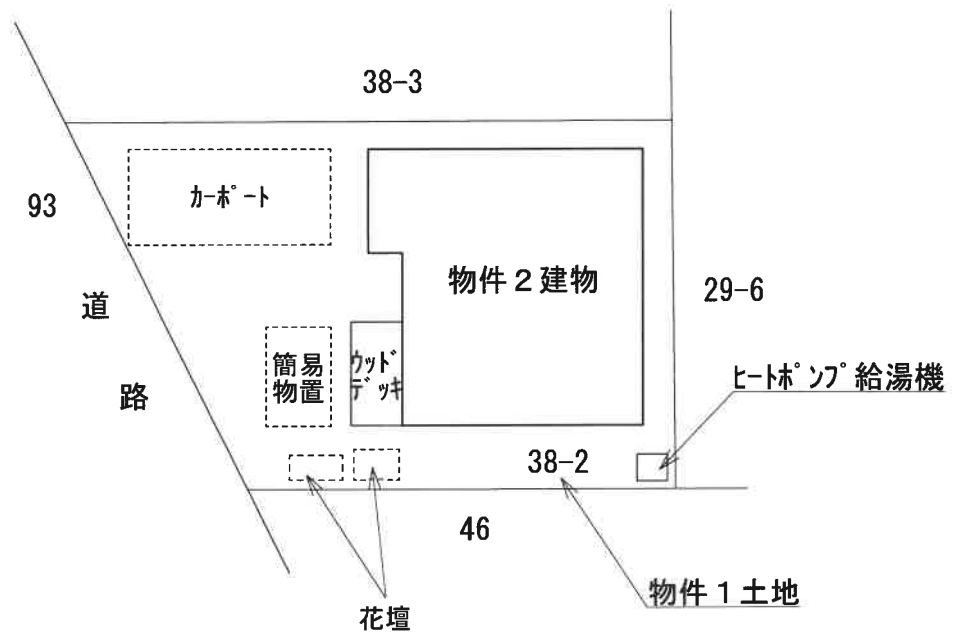 38-3
カーポート
93
物件２建物
29-6
道
路
簡易
物置
ウッド
デッキ
ヒートポンプ給湯機
38-2
46
物件１土地
花壇